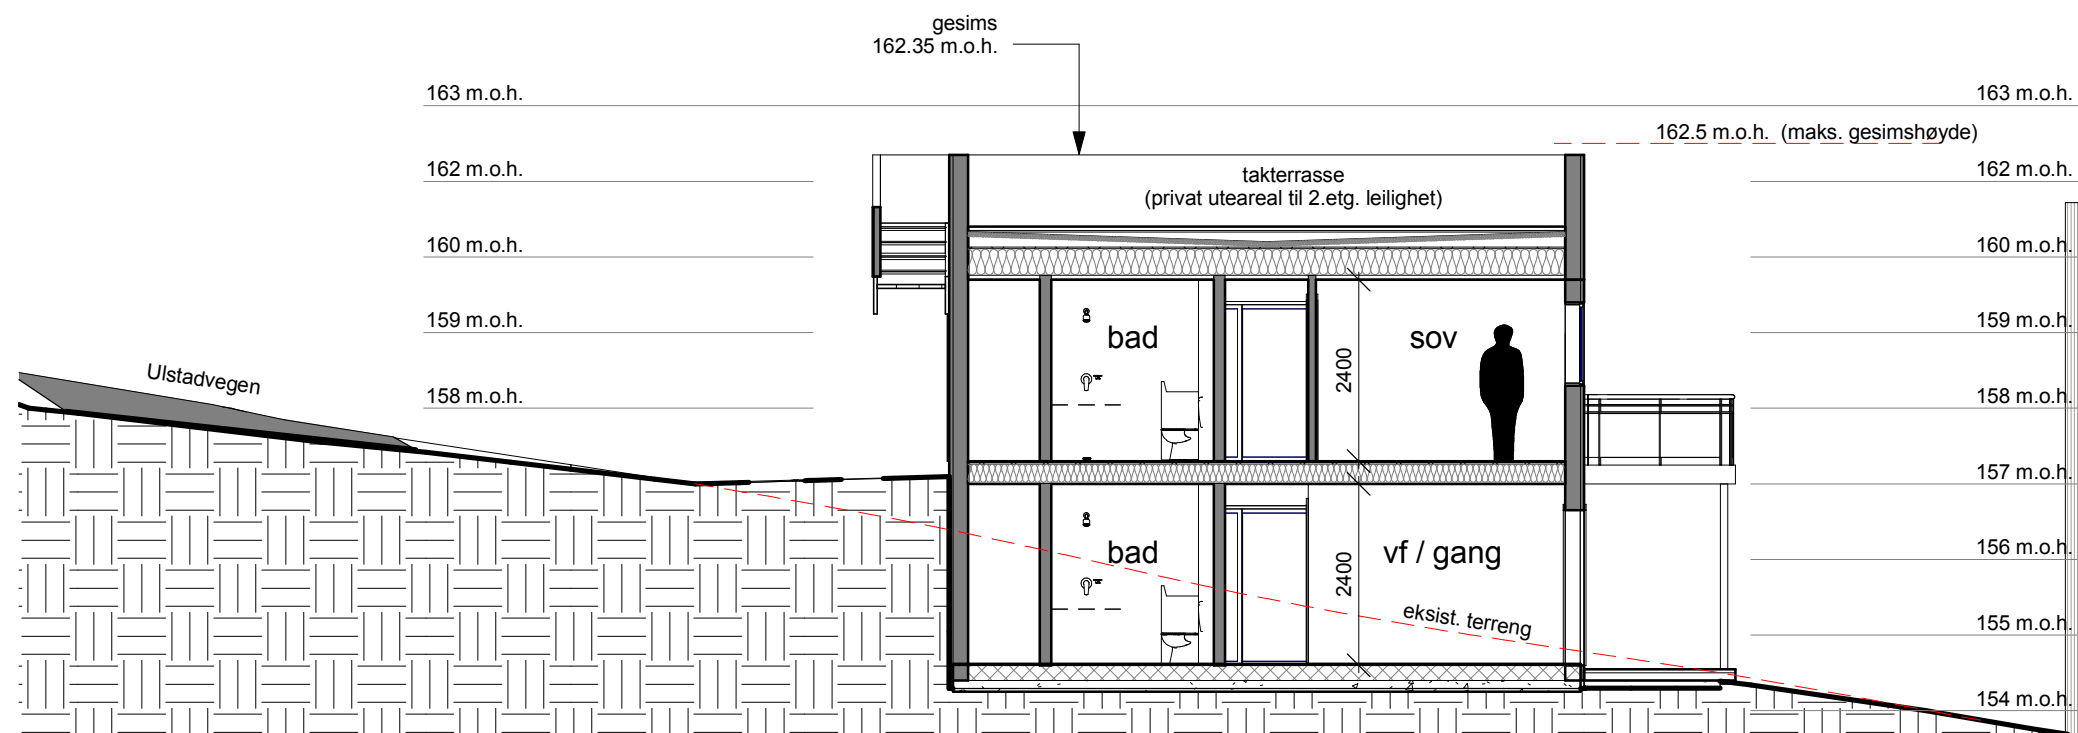 gesims
162.35 m.o.h.
163 m.o.h.
163 m.o.h.
162.5 m.o.h. (maks. gesimshøyde)
162 m.o.h.
takterrasse
(privat uteareal til 2.etg. leilighet)
162 m.o.h.
160 m.o.h.
160 m.o.h.
159 m.o.h.
bad
sov
159 m.o.h.
2400
Ulstadvegen
158 m.o.h.
158 m.o.h.
157 m.o.h.
bad
vf / gang
156 m.o.h.
2400
eksist. terreng
155 m.o.h.
154 m.o.h.